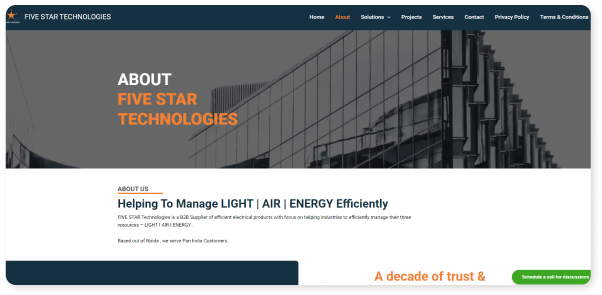 FIVE STAR TECHNOLOGIES
Home About Solutions Projects Services Contact Privacy Policy Terms & Conditions
ABOUT
FIVE STAR
TECHNOLOGIES
ABOUT US
Helping To Manage LIGHT | AIR | ENERGY Efficiently
FIVE STAR Technologies is a B2B Supplier of efficient electrical products with focus on helping industries to efficiently manage their three
resources – LIGHT I AIR I ENERGY .
Based out of Noida , we serve Pan India Customers.
A decade of trust &
Schedule a call for discussions